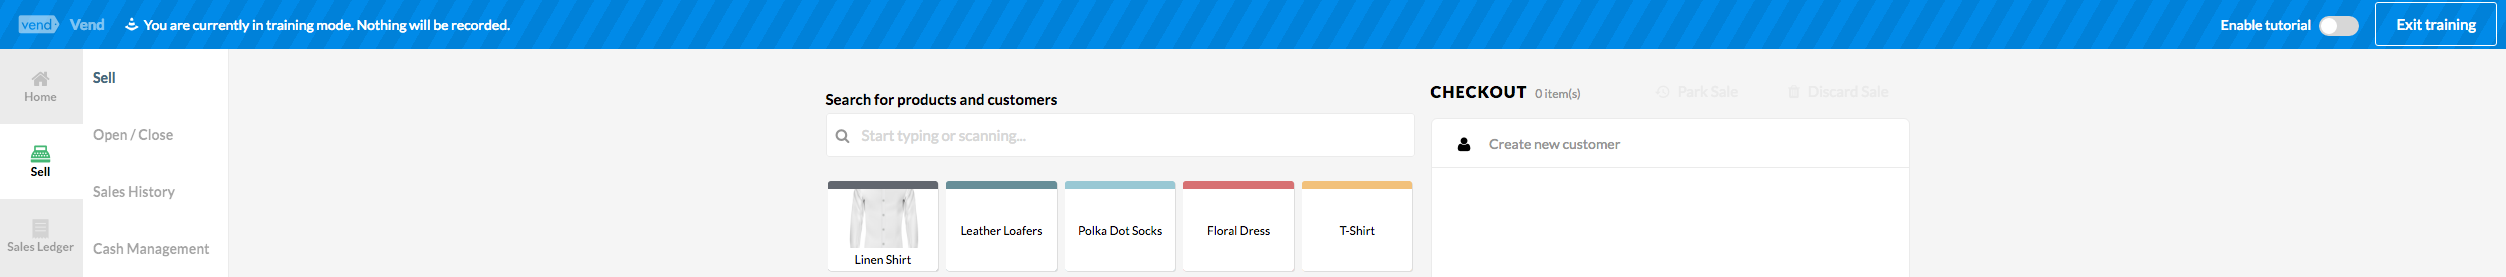 vend Vend You are currently in training mode. Nothing will be recorded. Enable tutorial Exit training
Home
Sell
Sales Ledger
Sell
Open / Close
Sales History
Cash Management
Search for products and customers
Start typing or scanning...
Linen Shirt
Leather Loafers
Polka Dot Socks
Floral Dress
T-Shirt
CHECKOUT 0 item(s) Park Sale Discard Sale
Create new customer